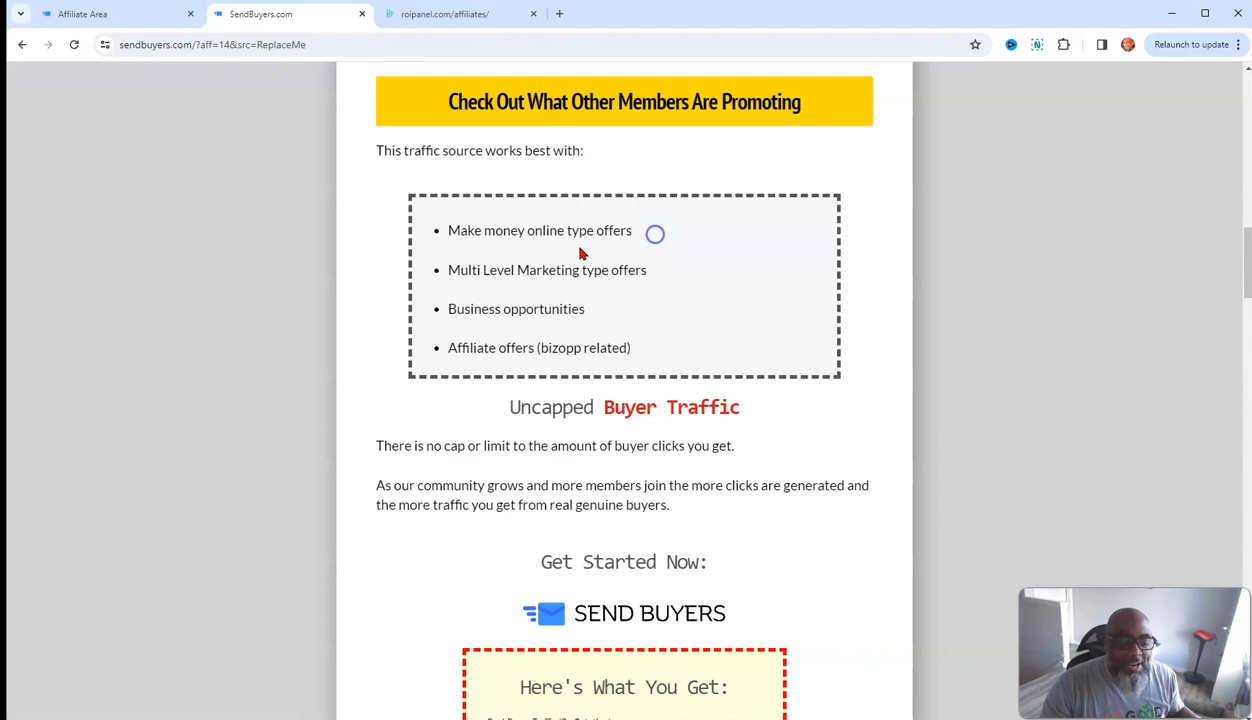 Affiliate Area
SendBuyers.com
roipanel.com/affiliates/
sendbuyers.com/?aff=14&src=ReplaceMe
Relaunch to update
Check Out What Other Members Are Promoting
This traffic source works best with:
• Make money online type offers
• Multi Level Marketing type offers
• Business opportunities
• Affiliate offers (bizopp related)
Uncapped Buyer Traffic
There is no cap or limit to the amount of buyer clicks you get.
As our community grows and more members join the more clicks are generated and
the more traffic you get from real genuine buyers.
Get Started Now:
SEND BUYERS
Here's What You Get: